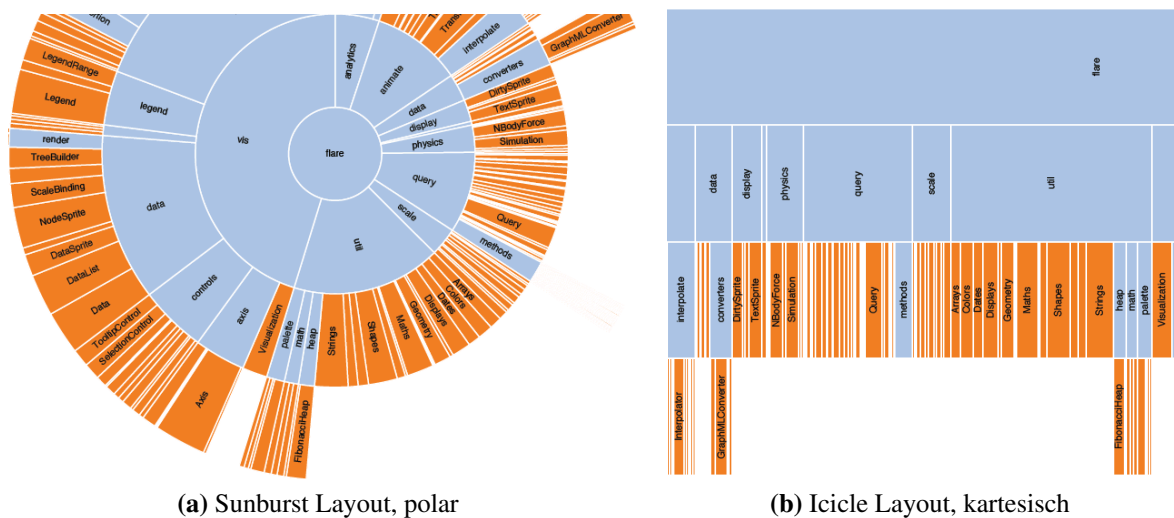 analytics
animate
interpolate
GraphMLConverter
converters
LegendRange
DirtySprite
data
TextSprite
Legend
legend
display
NBodyForce
render
vis
flare
physics
Simulation
TreeBuilder
query
ScaleBinding
data
NodeSprite
scale
Query
DataSprite
util
methods
DataList
controls
Arrays
Colors
Dates
Displays
Data
axis
Visualization
palette
math
heap
Strings
Shapes
Maths
Geometry
TooltipControl
SelectionControl
Axis
FibonacciHeap
(a) Sunburst Layout, polar
flare
data
display
physics
query
scale
util
interpolate
converters
DirtySprite
TextSprite
NBodyForce
Simulation
Query
methods
Arrays
Colors
Dates
Displays
Geometry
Maths
Shapes
Strings
heap
math
palette
Visualization
Interpolator
GraphMLConverter
FibonacciHeap
(b) Icicle Layout, kartesisch